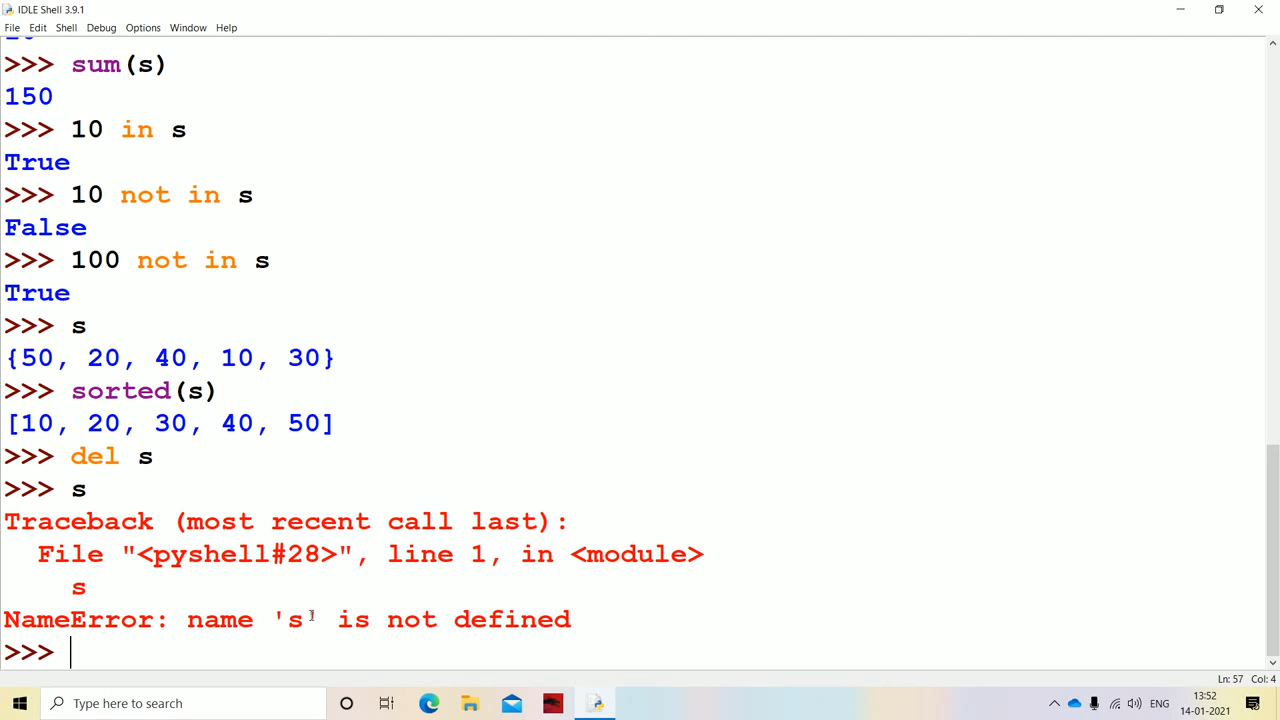 IDLE Shell 3.9.1
File Edit Shell Debug Options Window Help
>>> sum(s)
150
>>> 10 in s
True
>>> 10 not in s
False
>>> 100 not in s
True
>>> s
{50, 20, 40, 10, 30}
>>> sorted(s)
[10, 20, 30, 40, 50]
>>> del s
>>> s
Traceback (most recent call last):
  File "<pyshell#28>", line 1, in <module>
    s
NameError: name 's' is not defined
>>>
Ln: 57 Col: 4
Type here to search
ENG
13:52
14-01-2021